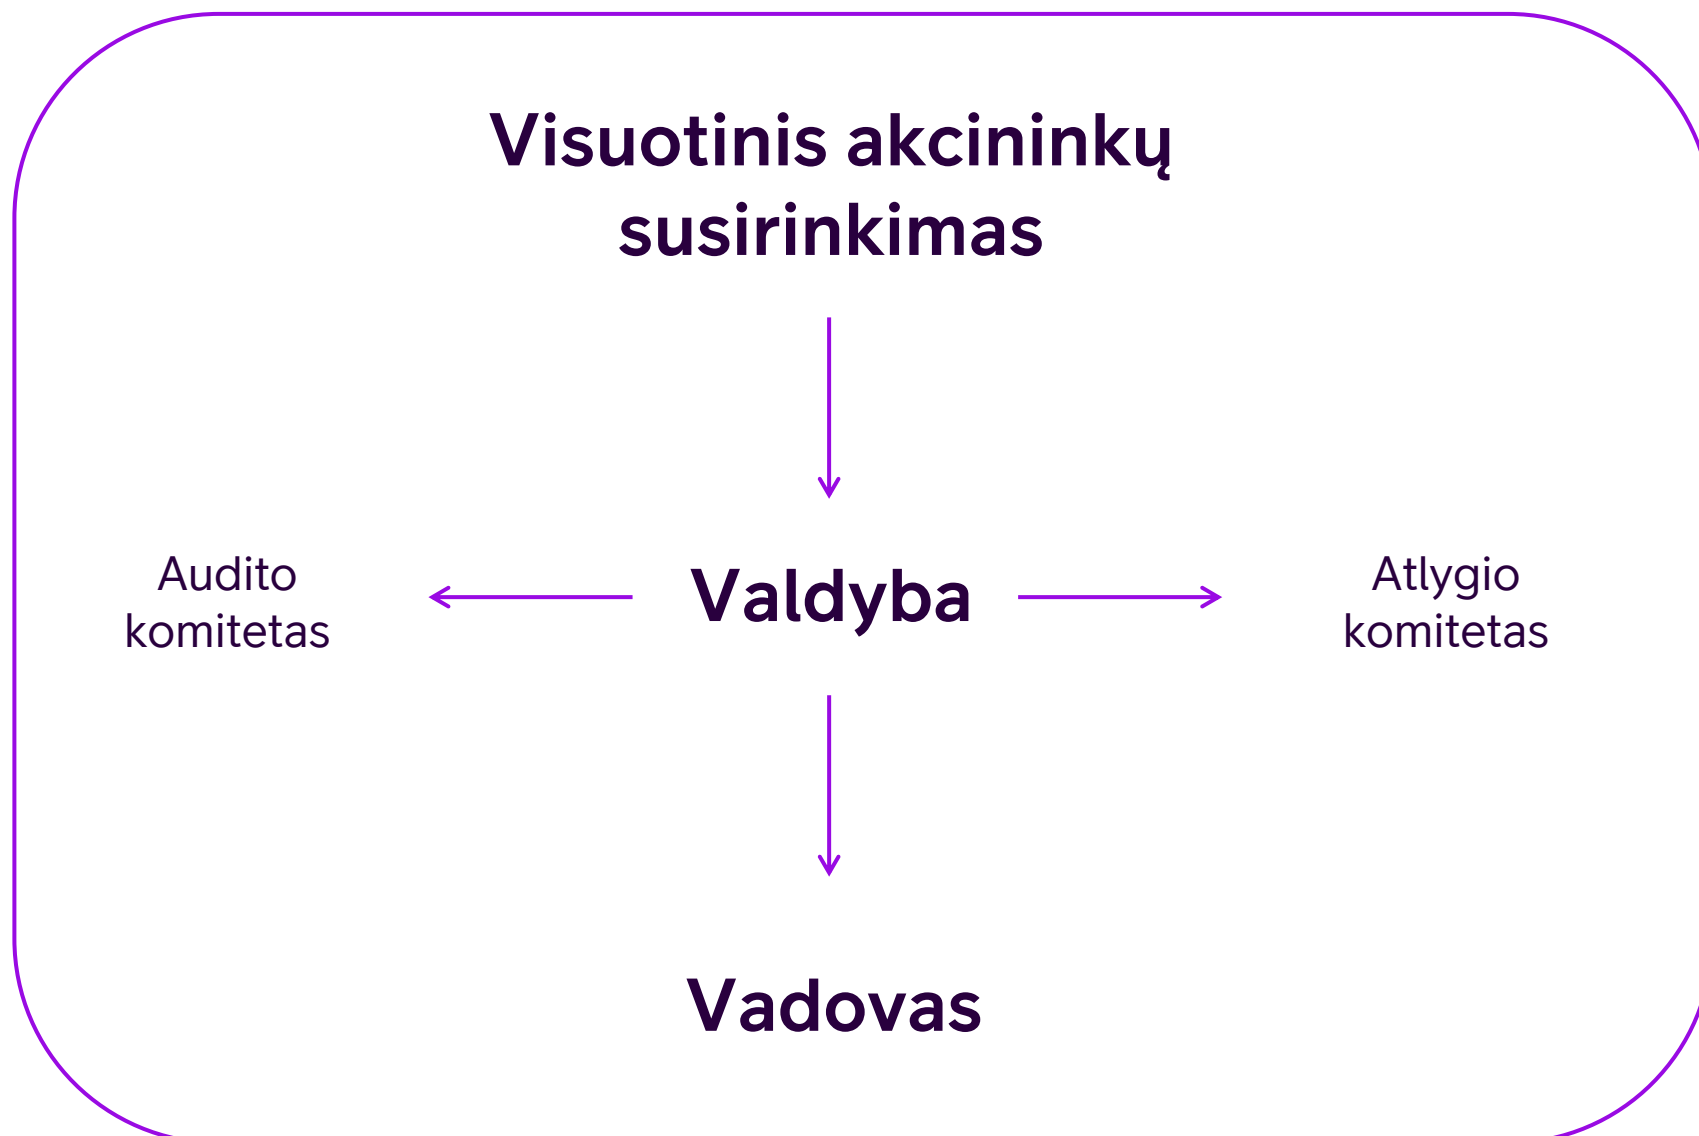 Visuotinis akcininkų
susirinkimas
Audito
komitetas
Valdyba
Atlygio
komitetas
Vadovas